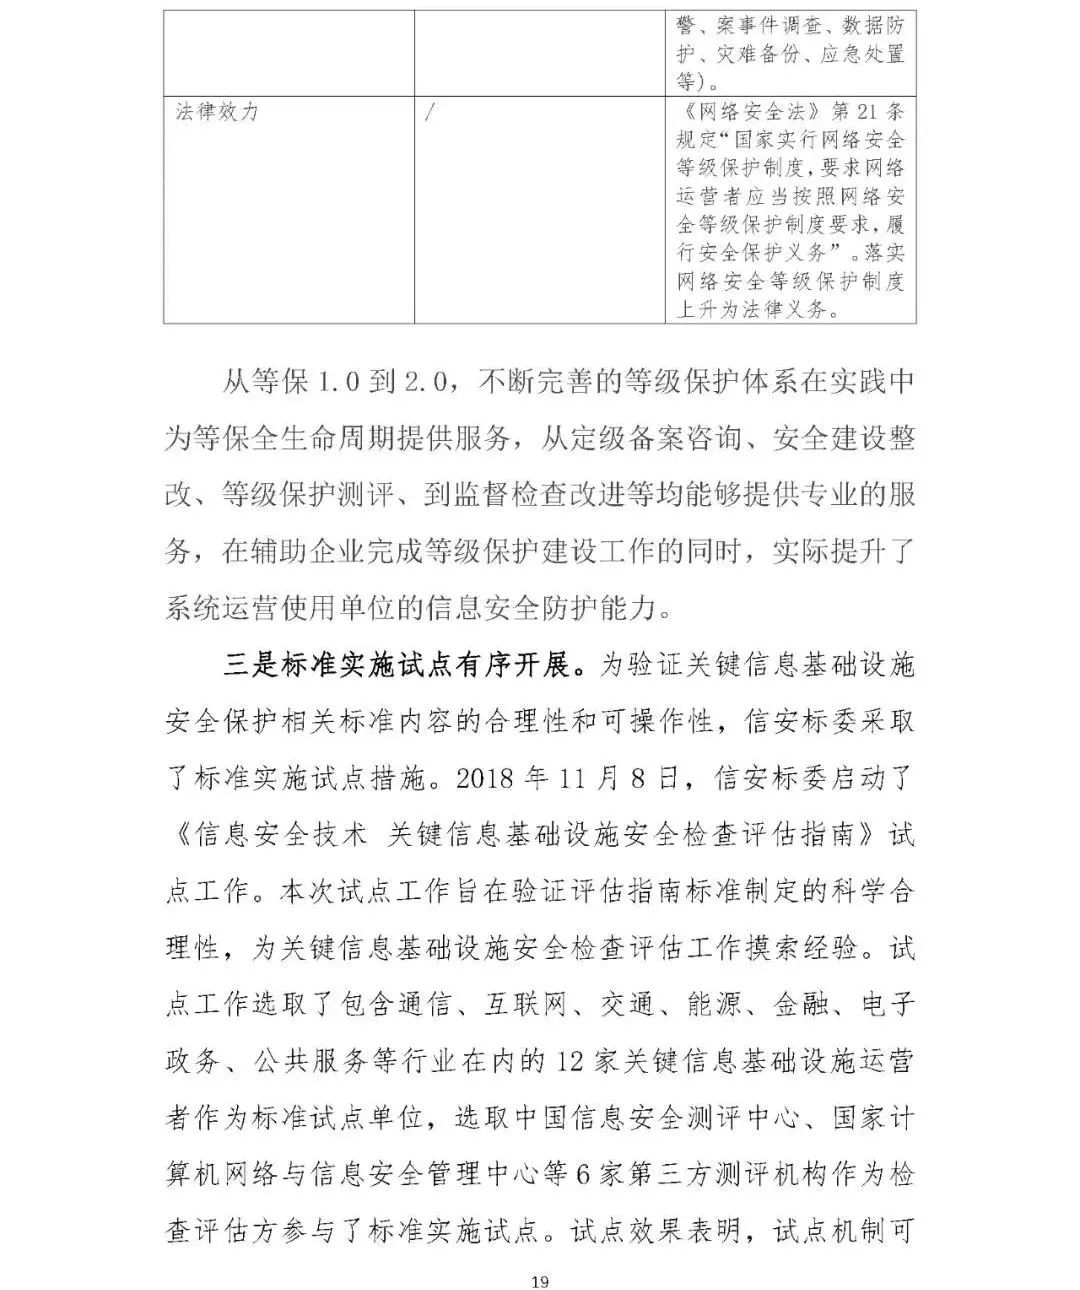 警、案事件调查、数据防
护、灾难备份、应急处置
等)。
法律效力
/
《网络安全法》第 21 条
规定“国家实行网络安全
等级保护制度,要求网络
运营者应当按照网络安
全等级保护制度要求,履
行安全保护义务”。落实
网络安全等级保护制度
上升为法律义务。
从等保 1.0 到 2.0，不断完善的等级保护体系在实践中
为等保全生命周期提供服务，从定级备案咨询、安全建设整
改、等级保护测评、到监督检查改进等均能够提供专业的服
务，在辅助企业完成等级保护建设工作的同时，实际提升了
系统运营使用单位的信息安全防护能力。
三是标准实施试点有序开展。为验证关键信息基础设施
安全保护相关标准内容的合理性和可操作性，信安标委采取
了标准实施试点措施。2018 年 11 月 8 日，信安标委启动了
《信息安全技术 关键信息基础设施安全检查评估指南》试
点工作。本次试点工作旨在验证评估指南标准制定的科学合
理性，为关键信息基础设施安全检查评估工作摸索经验。试
点工作选取了包含通信、互联网、交通、能源、金融、电子
政务、公共服务等行业在内的 12 家关键信息基础设施运营
者作为标准试点单位，选取中国信息安全测评中心、国家计
算机网络与信息安全管理中心等 6 家第三方测评机构作为检
查评估方参与了标准实施试点。试点效果表明，试点机制可
19